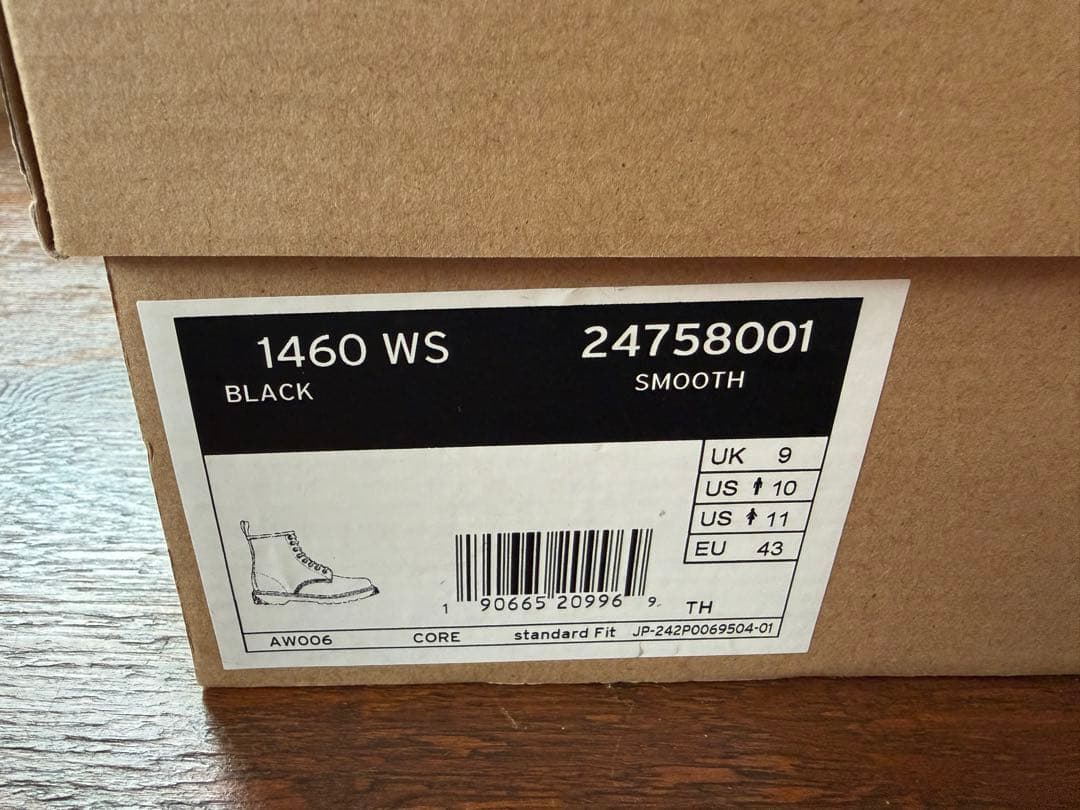 1460 WS 24758001
BLACK SMOOTH
UK 9
US 10
US 11
EU 43
1 90665 20996 9
TH
AW006 CORE standard Fit JP-242P0069504-01